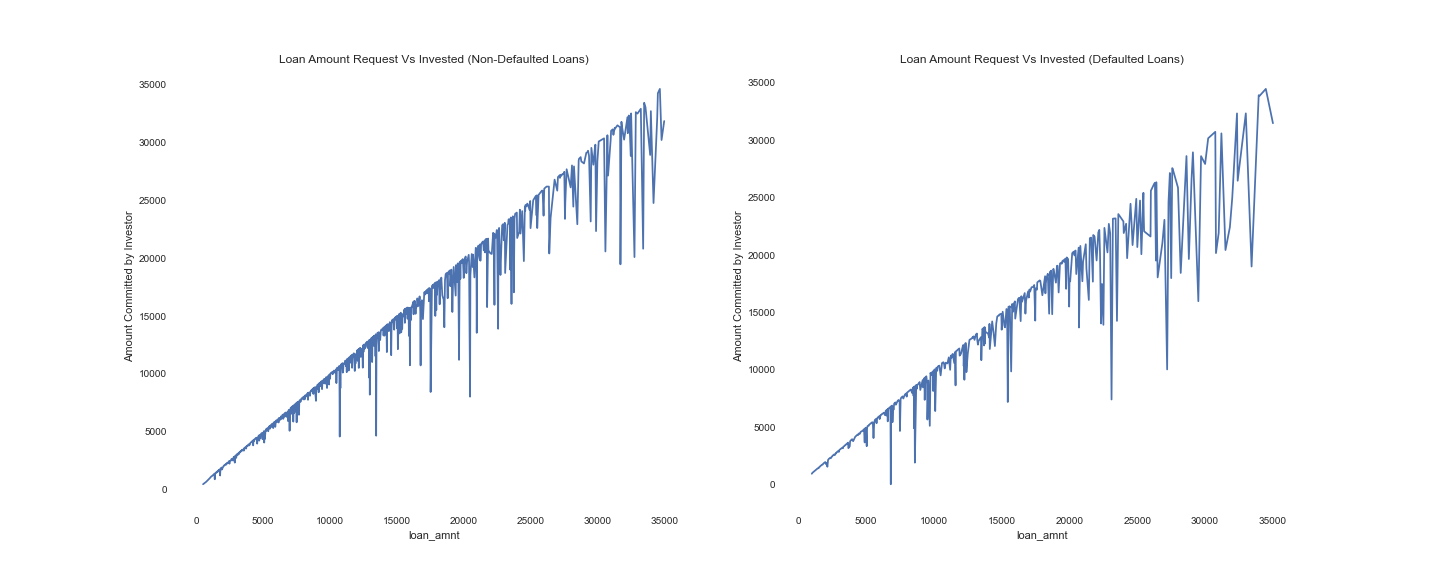 Loan Amount Request Vs Invested (Non-Defaulted Loans)
35000
30000
25000
20000
15000
10000
5000
0
Amount Committed by Investor
0 5000 10000 15000 20000 25000 30000 35000
loan_amnt
Loan Amount Request Vs Invested (Defaulted Loans)
35000
30000
25000
20000
15000
10000
5000
0
Amount Committed by Investor
0 5000 10000 15000 20000 25000 30000 35000
loan_amnt